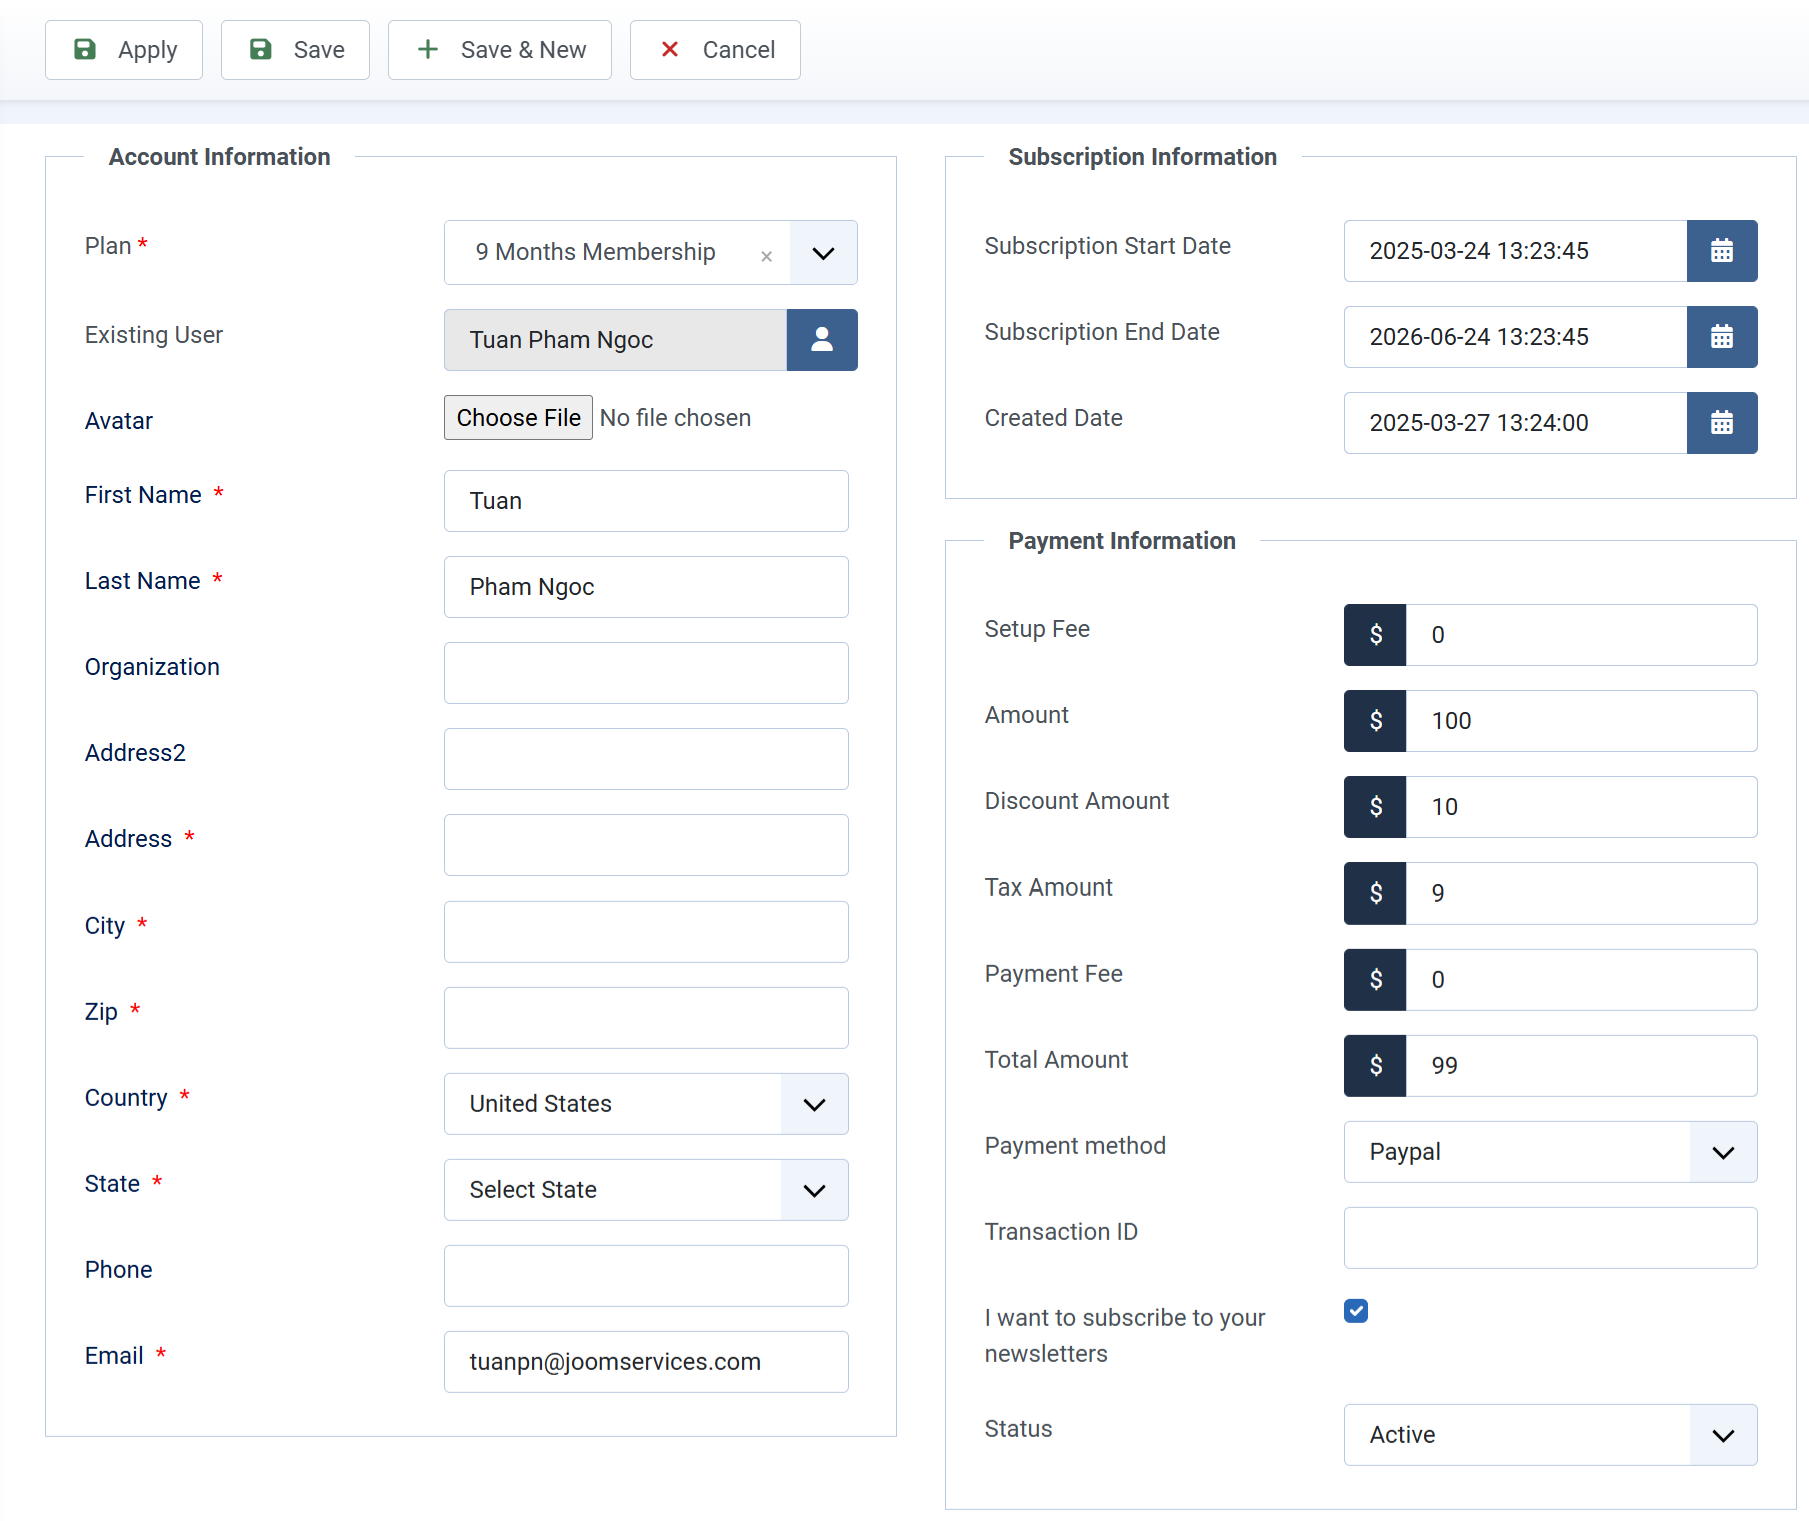 Apply Save Save & New Cancel
Account Information
Plan * 9 Months Membership ×
Existing User Tuan Pham Ngoc
Avatar Choose File No file chosen
First Name * Tuan
Last Name * Pham Ngoc
Organization
Address2
Address *
City *
Zip *
Country * United States
State * Select State
Phone
Email * tuanpn@joomservices.com
Subscription Information
Subscription Start Date 2025-03-24 13:23:45
Subscription End Date 2026-06-24 13:23:45
Created Date 2025-03-27 13:24:00
Payment Information
Setup Fee $ 0
Amount $ 100
Discount Amount $ 10
Tax Amount $ 9
Payment Fee $ 0
Total Amount $ 99
Payment method Paypal
Transaction ID
I want to subscribe to your
newsletters
Status Active